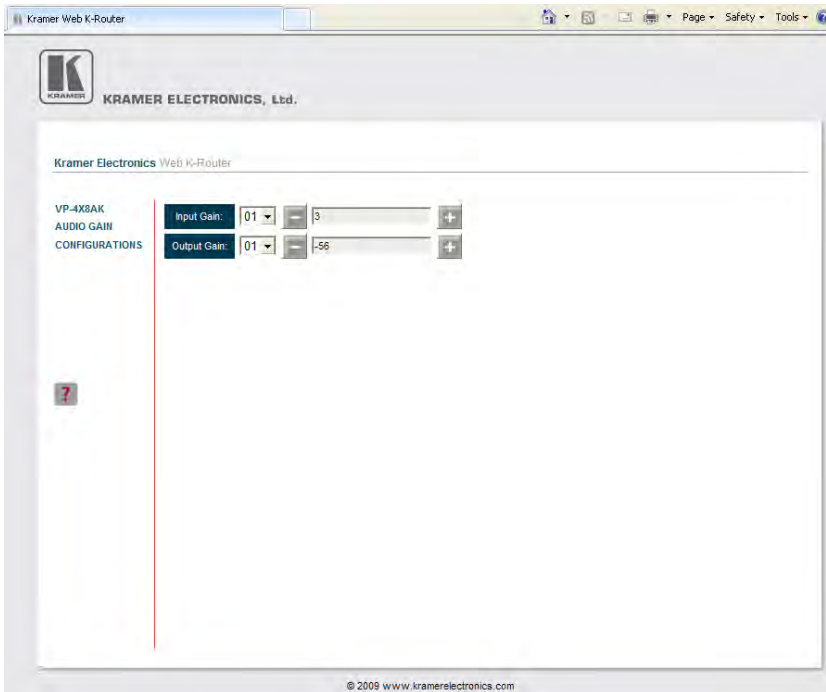 Kramer Web K-Router
Page Safety Tools
KRAMER
KRAMER ELECTRONICS, Ltd.
Kramer Electronics Web K-Router
VP-4X8AK
AUDIO GAIN
CONFIGURATIONS
Input Gain: 01 − 3 +
Output Gain: 01 − -56 +
?
© 2009 www.kramerelectronics.com